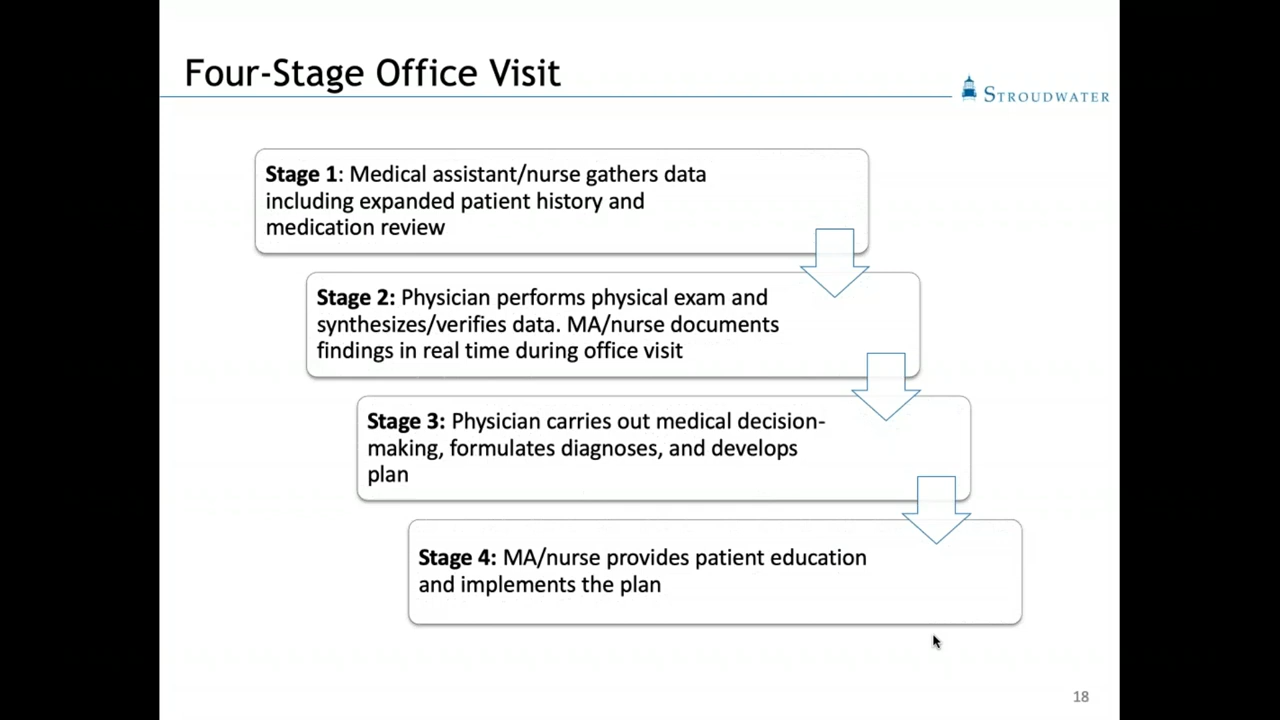 Four-Stage Office Visit
STROUDWATER
Stage 1: Medical assistant/nurse gathers data
including expanded patient history and
medication review
Stage 2: Physician performs physical exam and
synthesizes/verifies data. MA/nurse documents
findings in real time during office visit
Stage 3: Physician carries out medical decision-
making, formulates diagnoses, and develops
plan
Stage 4: MA/nurse provides patient education
and implements the plan
18